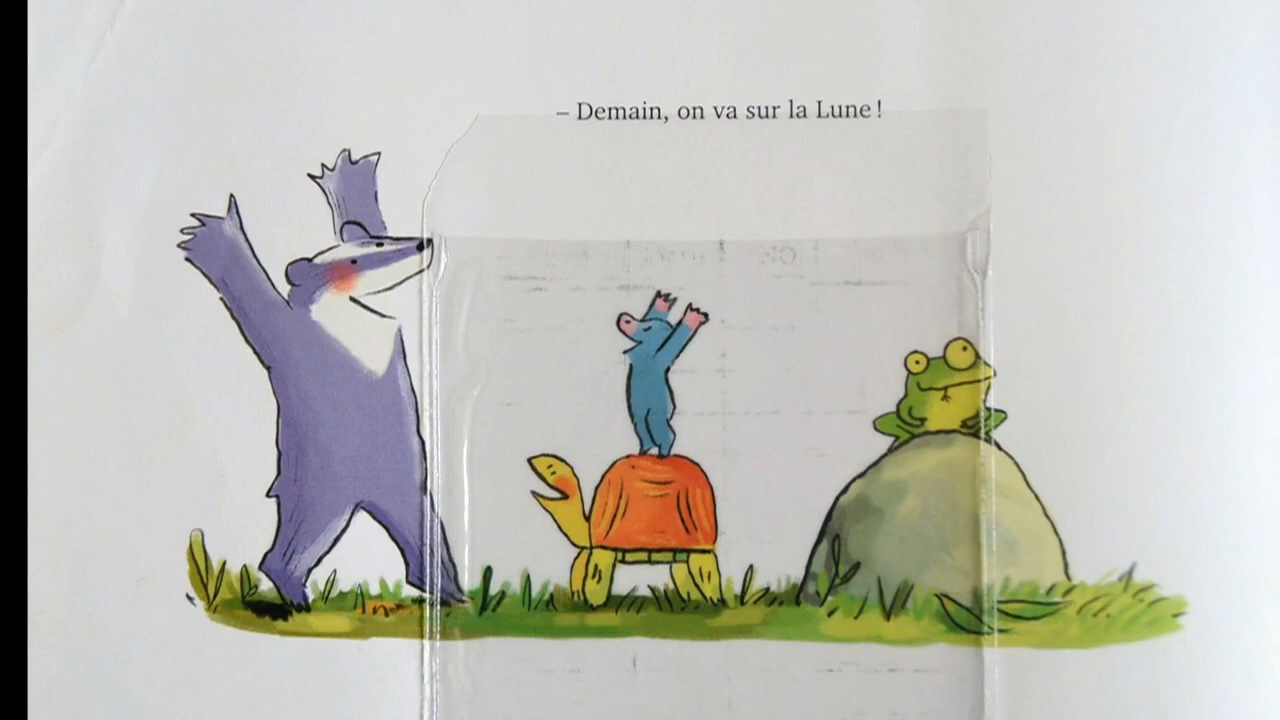 – Demain, on va sur la Lune !